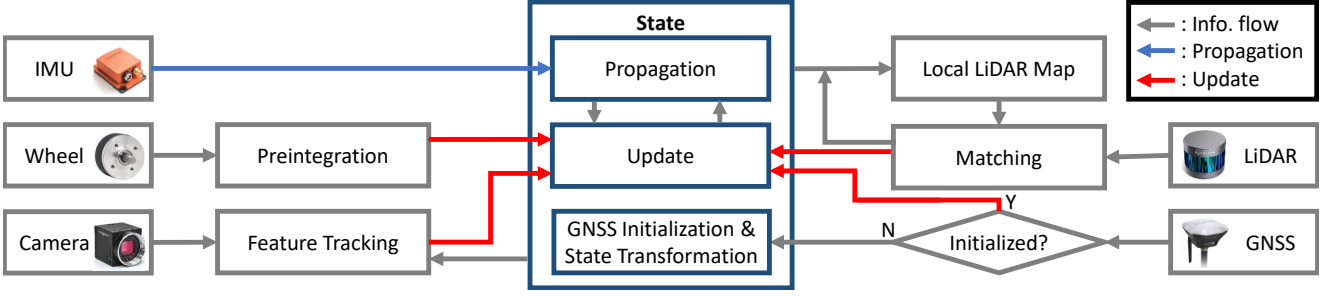 State
: Info. flow
: Propagation
: Update
IMU
Propagation
Local LiDAR Map
Wheel
Preintegration
Update
Matching
LiDAR
Camera
Feature Tracking
GNSS Initialization &
State Transformation
N
Y
Initialized?
GNSS